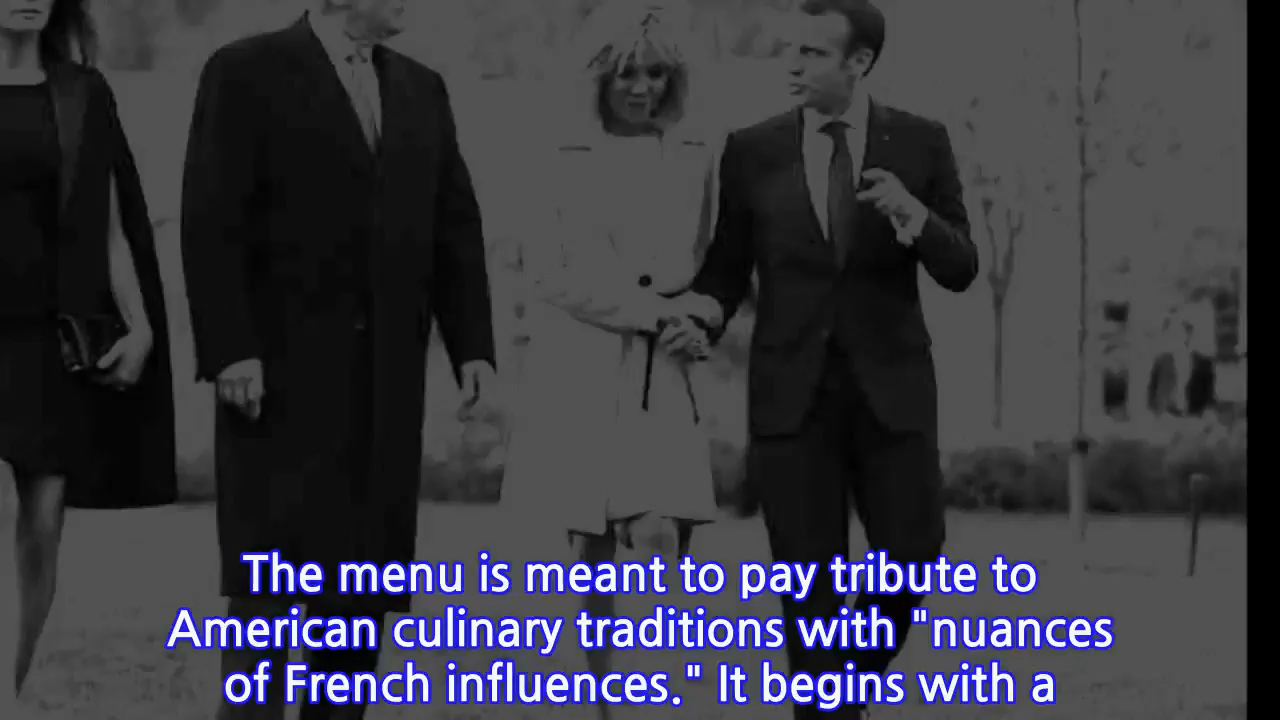 The menu is meant to pay tribute to
American culinary traditions with "nuances
of French influences." It begins with a